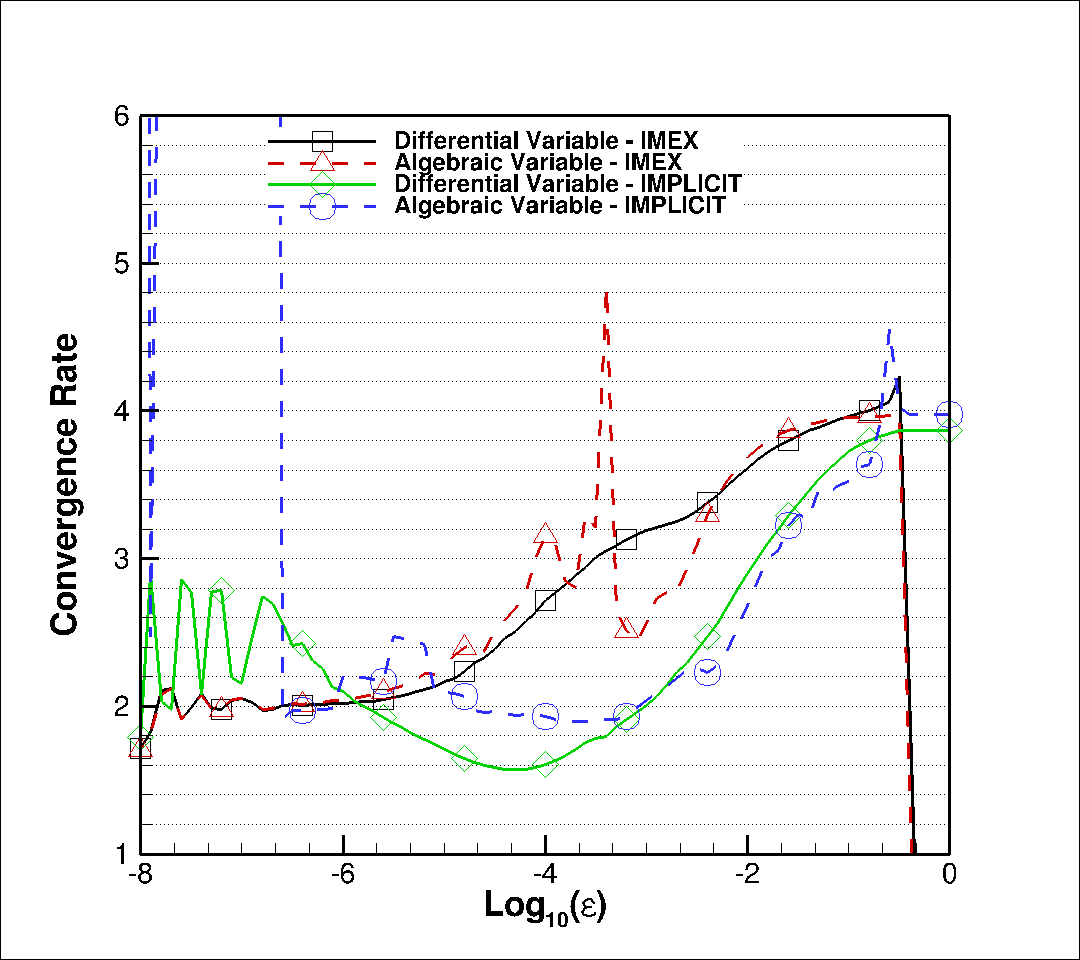 6
Differential Variable - IMEX
Algebraic Variable - IMEX
Differential Variable - IMPLICIT
Algebraic Variable - IMPLICIT
5
4
3
2
1
Convergence Rate
-8 -6 -4 -2 0
Log10(ε)